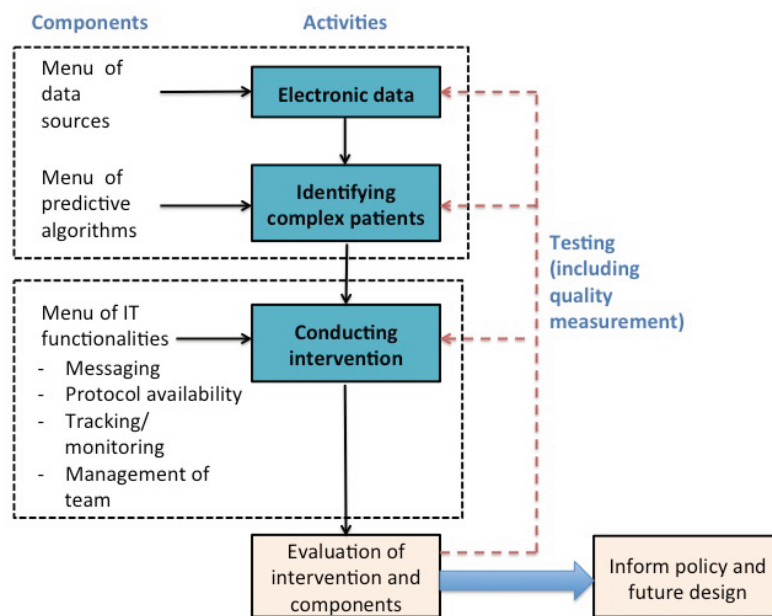 Components
Activities
Menu of
data
sources
Electronic data
Menu of
predictive
algorithms
Identifying
complex patients
Testing
(including
quality
measurement)
Menu of IT
functionalities
- Messaging
- Protocol availability
- Tracking/
monitoring
- Management of
team
Conducting
intervention
Evaluation of
intervention and
components
Inform policy and
future design